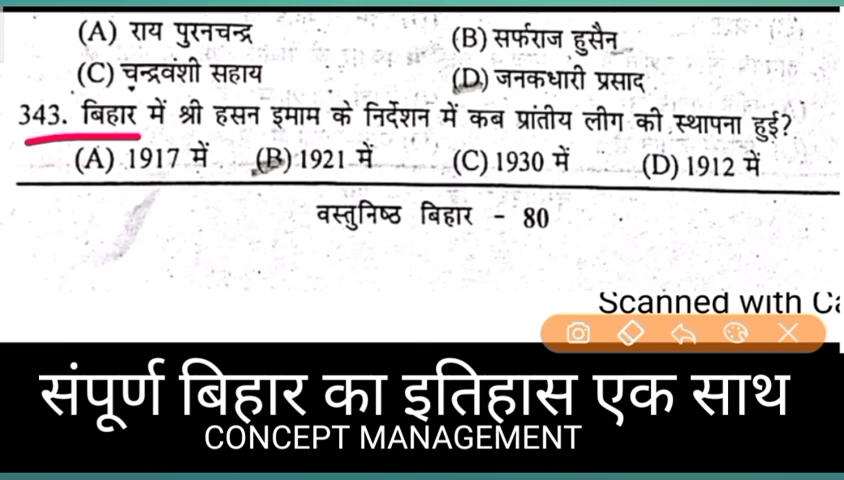 (A) राय पुरनचन्द्र (B) सर्फराज हुसैन
(C) चन्द्रवंशी सहाय (D) जनकधारी प्रसाद
343. बिहार में श्री हसन इमाम के निर्देशन में कब प्रांतीय लीग की स्थापना हुई?
(A) 1917 में (B) 1921 में (C) 1930 में (D) 1912 में
वस्तुनिष्ठ बिहार - 80
Scanned with Ca
संपूर्ण बिहार का इतिहास एक साथ
CONCEPT MANAGEMENT